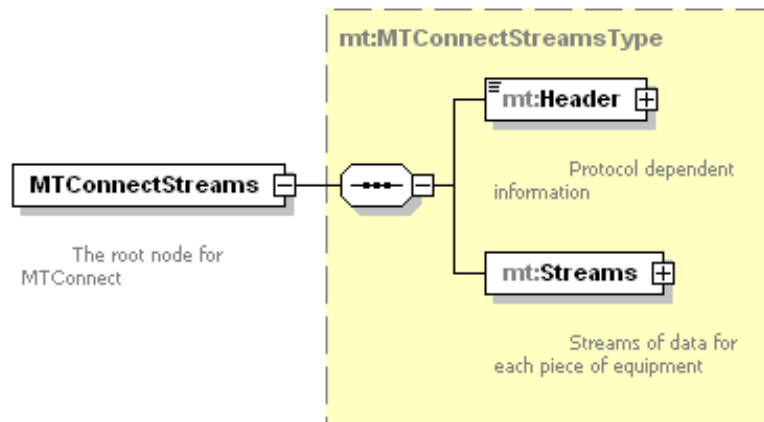 mt:MTConnectStreamsType
mt:Header
Protocol dependent
information
MTConnectStreams
The root node for
MTConnect
mt:Streams
Streams of data for
each piece of equipment